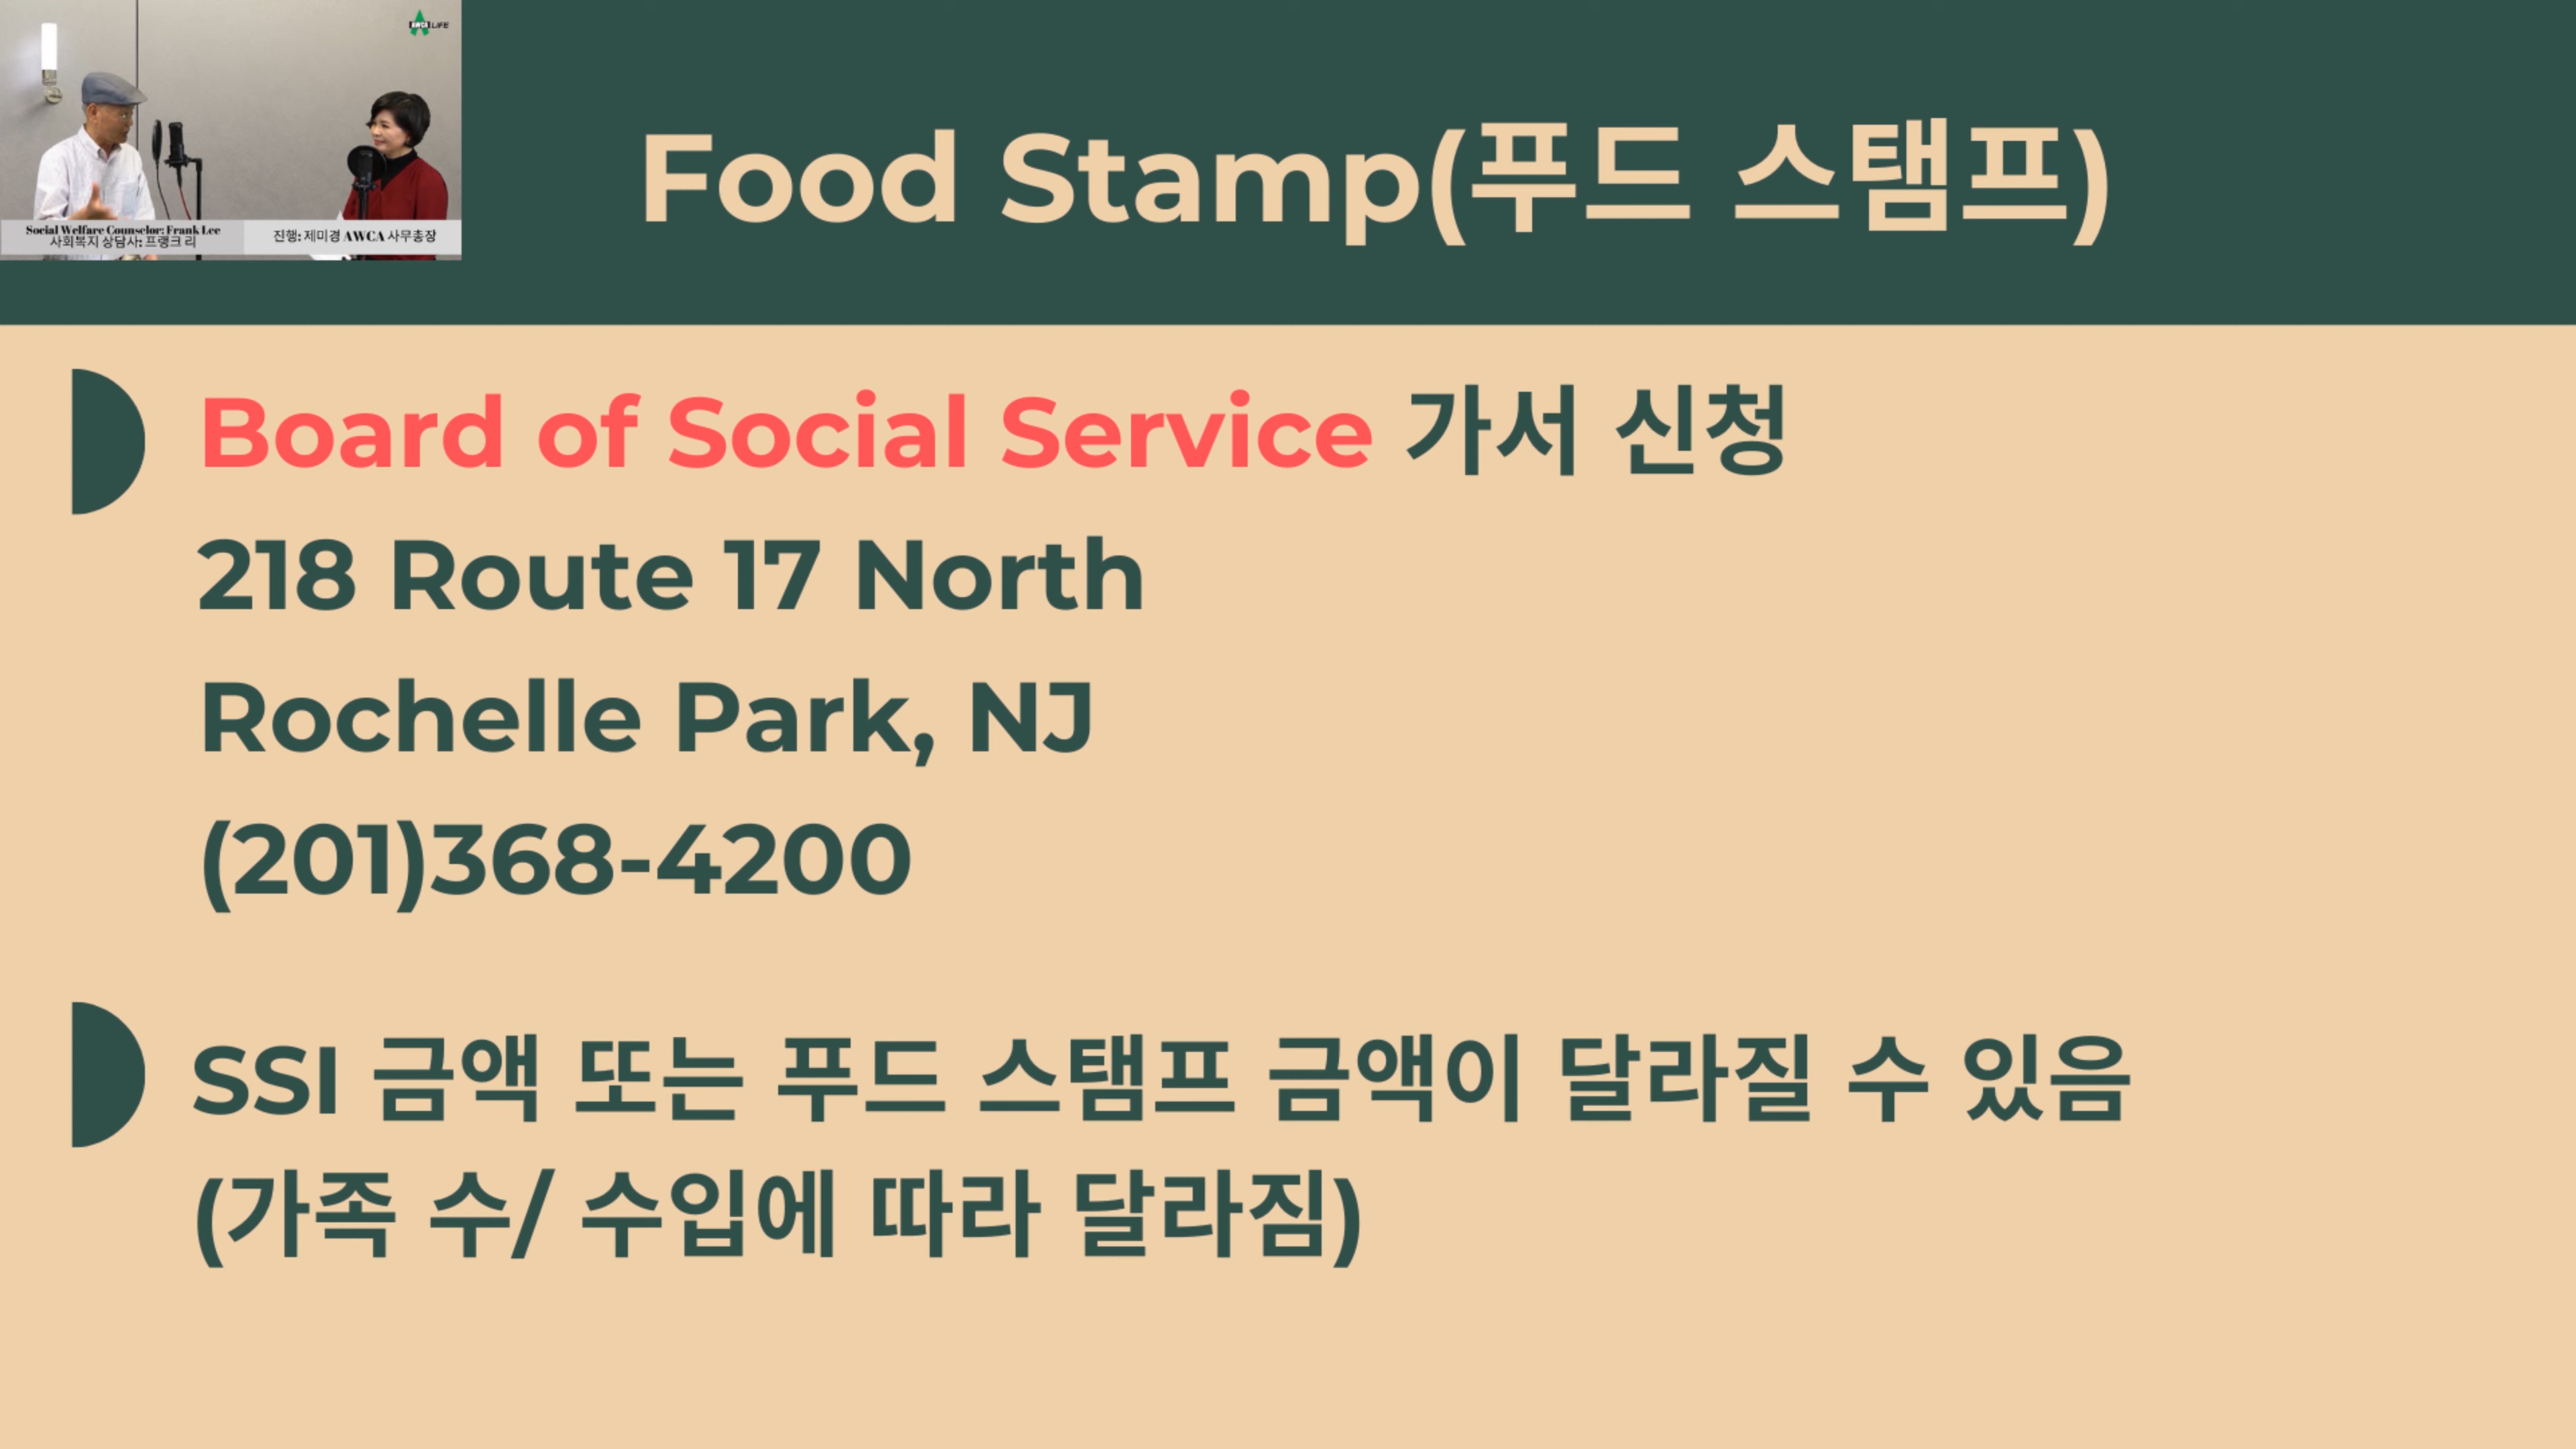 AWCA LIFE
Social Welfare Counselor: Frank Lee
사회복지 상담사: 프랭크 리
진행: 제미경 AWCA 사무총장
Food Stamp(푸드 스탬프)
Board of Social Service 가서 신청
218 Route 17 North
Rochelle Park, NJ
(201)368-4200
SSI 금액 또는 푸드 스탬프 금액이 달라질 수 있음
(가족 수/ 수입에 따라 달라짐)